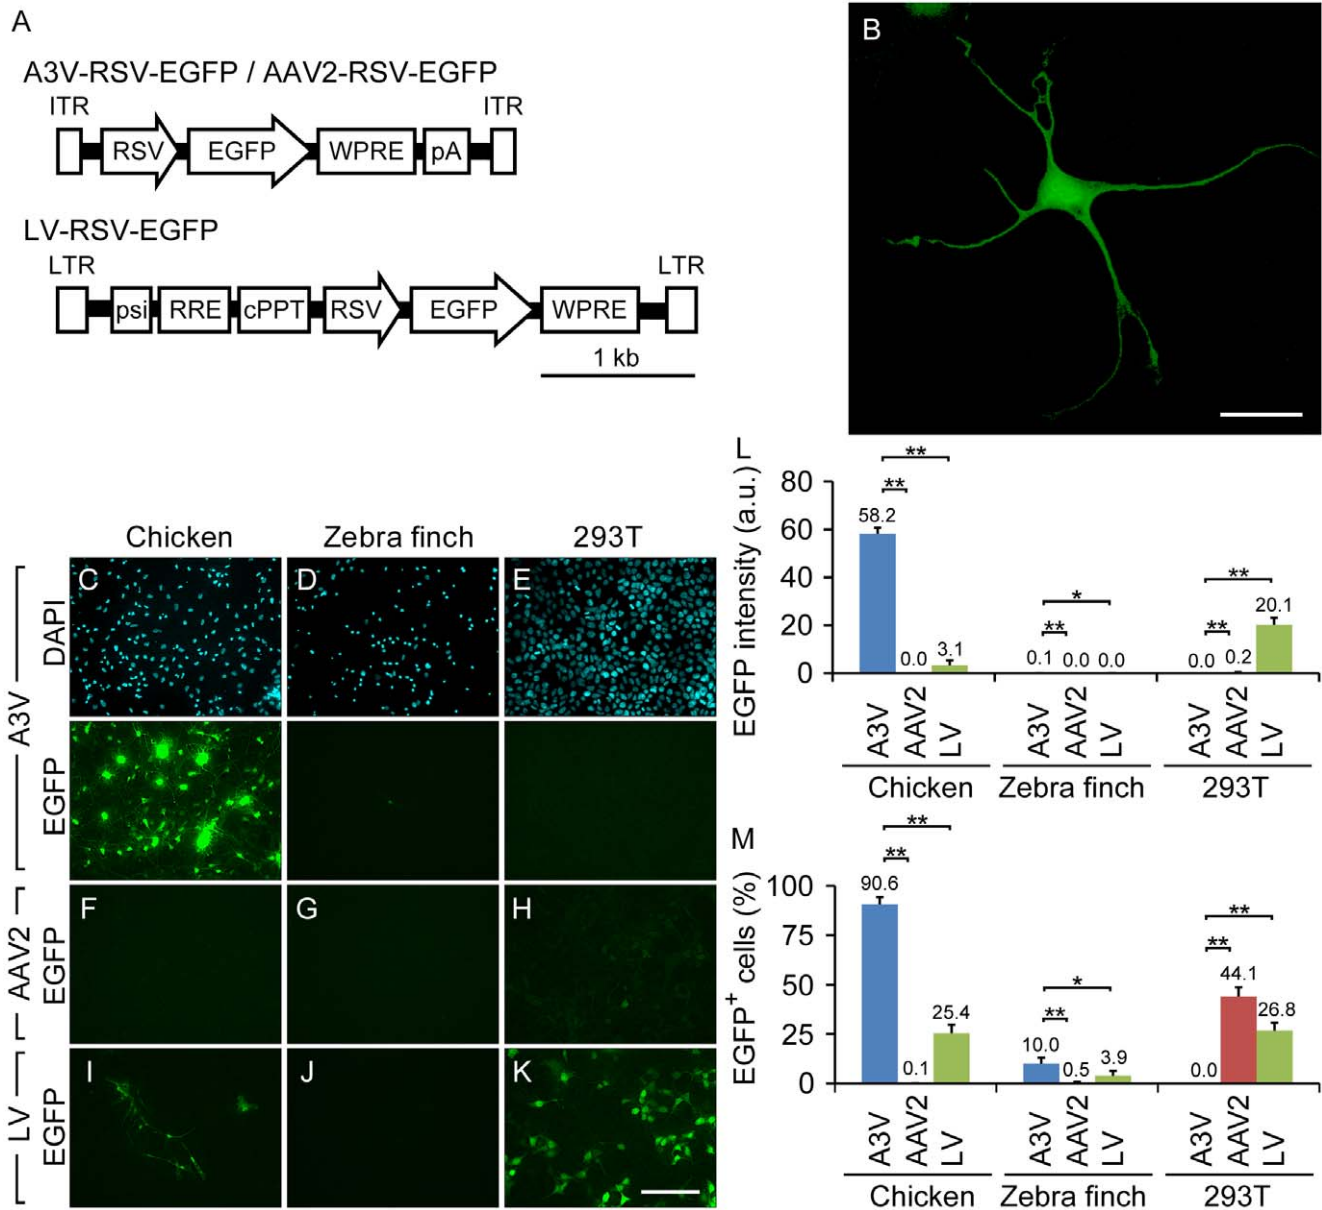 A
A3V-RSV-EGFP / AAV2-RSV-EGFP
ITR ITR
RSV EGFP WPRE pA
LV-RSV-EGFP
LTR LTR
psi RRE cPPT RSV EGFP WPRE
1 kb
B
Chicken Zebra finch 293T
A3V
DAPI
C D E
EGFP
AAV2
EGFP
F G H
LV
EGFP
I J K
L
EGFP intensity (a.u.)
80
60
40
20
0
** **
58.2 0.0 3.1
* **
0.1 0.0 0.0
** **
0.0 0.2 20.1
A3V AAV2 LV A3V AAV2 LV A3V AAV2 LV
Chicken Zebra finch 293T
M
EGFP+ cells (%)
100
75
50
25
0
** **
90.6 0.1 25.4
* **
10.0 0.5 3.9
** **
0.0 44.1 26.8
A3V AAV2 LV A3V AAV2 LV A3V AAV2 LV
Chicken Zebra finch 293T